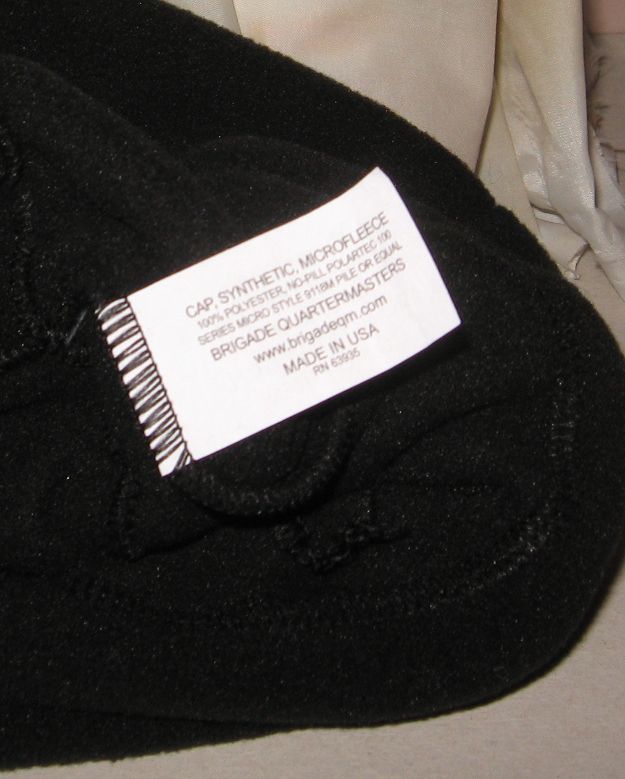 CAP, SYNTHETIC, MICROFLEECE
100% POLYESTER, NO-PILL POLARTEC 100
SERIES MICRO STYLE 9118M PILE OR EQUAL
BRIGADE QUARTERMASTERS
www.brigadeqm.com
MADE IN USA
RN 63935